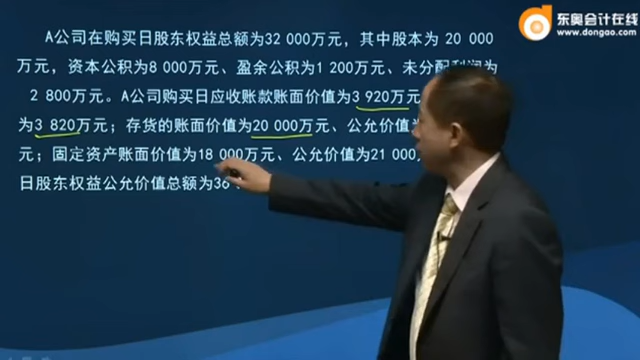 东奥会计在线
www.dongao.com
A公司在购买日股东权益总额为32 000万元，其中股本为 20 000
万元，资本公积为8 000万元、盈余公积为1 200万元、未分配利润为
2 800万元。A公司购买日应收账款账面价值为3 920万元
为3 820万元；存货的账面价值为20 000万元、公允价值为
元；固定资产账面价值为18 000万元、公允价值为21 000
日股东权益公允价值总额为36